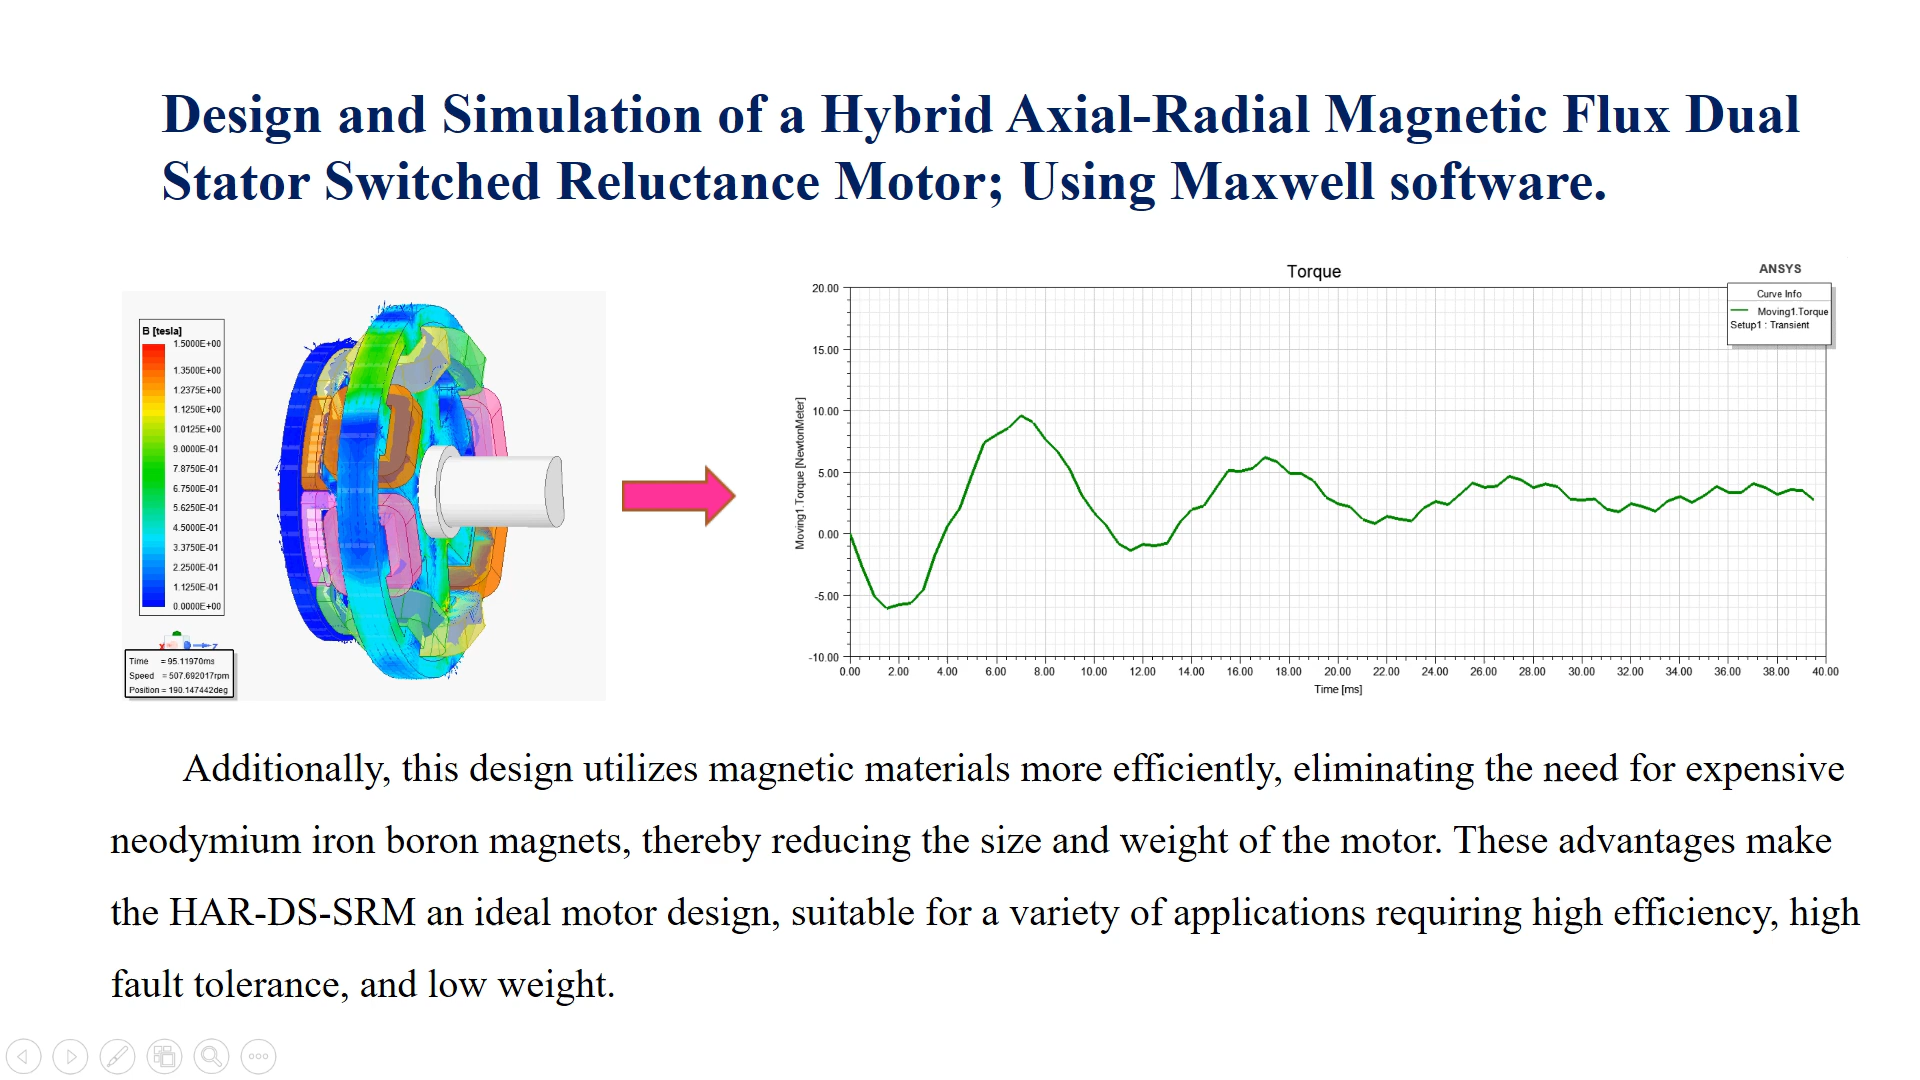 Design and Simulation of a Hybrid Axial-Radial Magnetic Flux Dual
Stator Switched Reluctance Motor; Using Maxwell software.
B [tesla]
1.5000E+00
1.3500E+00
1.2375E+00
1.1250E+00
1.0125E+00
9.0000E-01
7.8750E-01
6.7500E-01
5.6250E-01
4.5000E-01
3.3750E-01
2.2500E-01
1.1250E-01
0.0000E+00
X
Z
Time = 95.11970ms
Speed = 507.692017rpm
Position = 190.147442deg
Torque
ANSYS
Curve Info
Moving1.Torque
Setup1 : Transient
Moving1.Torque [NewtonMeter]
20.00
15.00
10.00
5.00
0.00
-5.00
-10.00
0.00 2.00 4.00 6.00 8.00 10.00 12.00 14.00 16.00 18.00 20.00 22.00 24.00 26.00 28.00 30.00 32.00 34.00 36.00 38.00 40.00
Time [ms]
Additionally, this design utilizes magnetic materials more efficiently, eliminating the need for expensive
neodymium iron boron magnets, thereby reducing the size and weight of the motor. These advantages make
the HAR-DS-SRM an ideal motor design, suitable for a variety of applications requiring high efficiency, high
fault tolerance, and low weight.